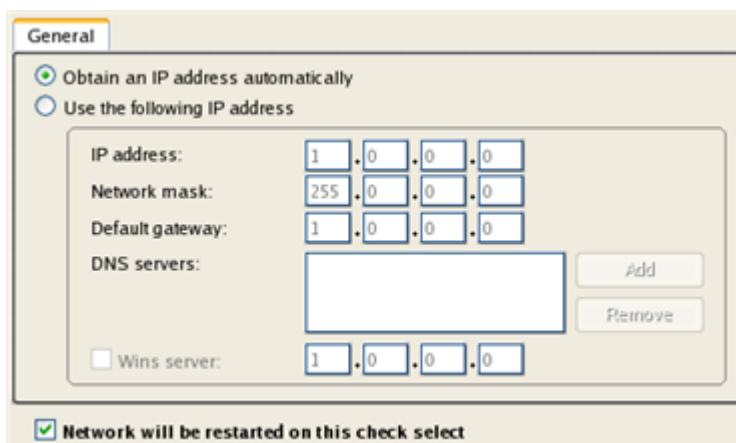 General
Obtain an IP address automatically
Use the following IP address
IP address: 1 . 0 . 0 . 0
Network mask: 255 . 0 . 0 . 0
Default gateway: 1 . 0 . 0 . 0
DNS servers:
Add
Remove
Wins server: 1 . 0 . 0 . 0
Network will be restarted on this check select